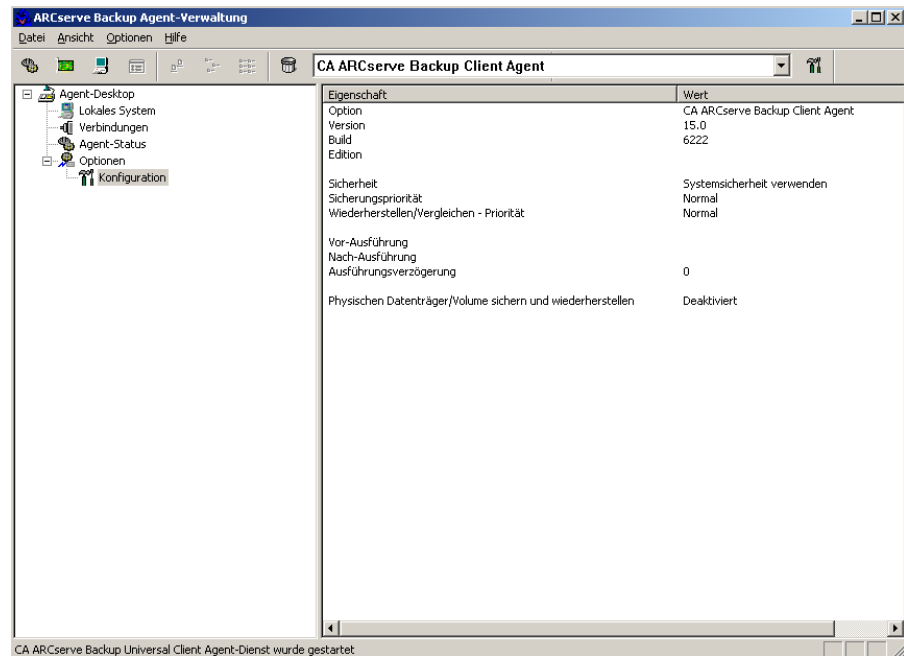 ARCserve Backup Agent-Verwaltung
Datei Ansicht Optionen Hilfe
CA ARCserve Backup Client Agent
Agent-Desktop
Lokales System
Verbindungen
Agent-Status
Optionen
Konfiguration
Eigenschaft Wert
Option CA ARCserve Backup Client Agent
Version 15.0
Build 6222
Edition
Sicherheit Systemsicherheit verwenden
Sicherungspriorität Normal
Wiederherstellen/Vergleichen - Priorität Normal
Vor-Ausführung
Nach-Ausführung
Ausführungsverzögerung 0
Physischen Datenträger/Volume sichern und wiederherstellen Deaktiviert
CA ARCserve Backup Universal Client Agent-Dienst wurde gestartet